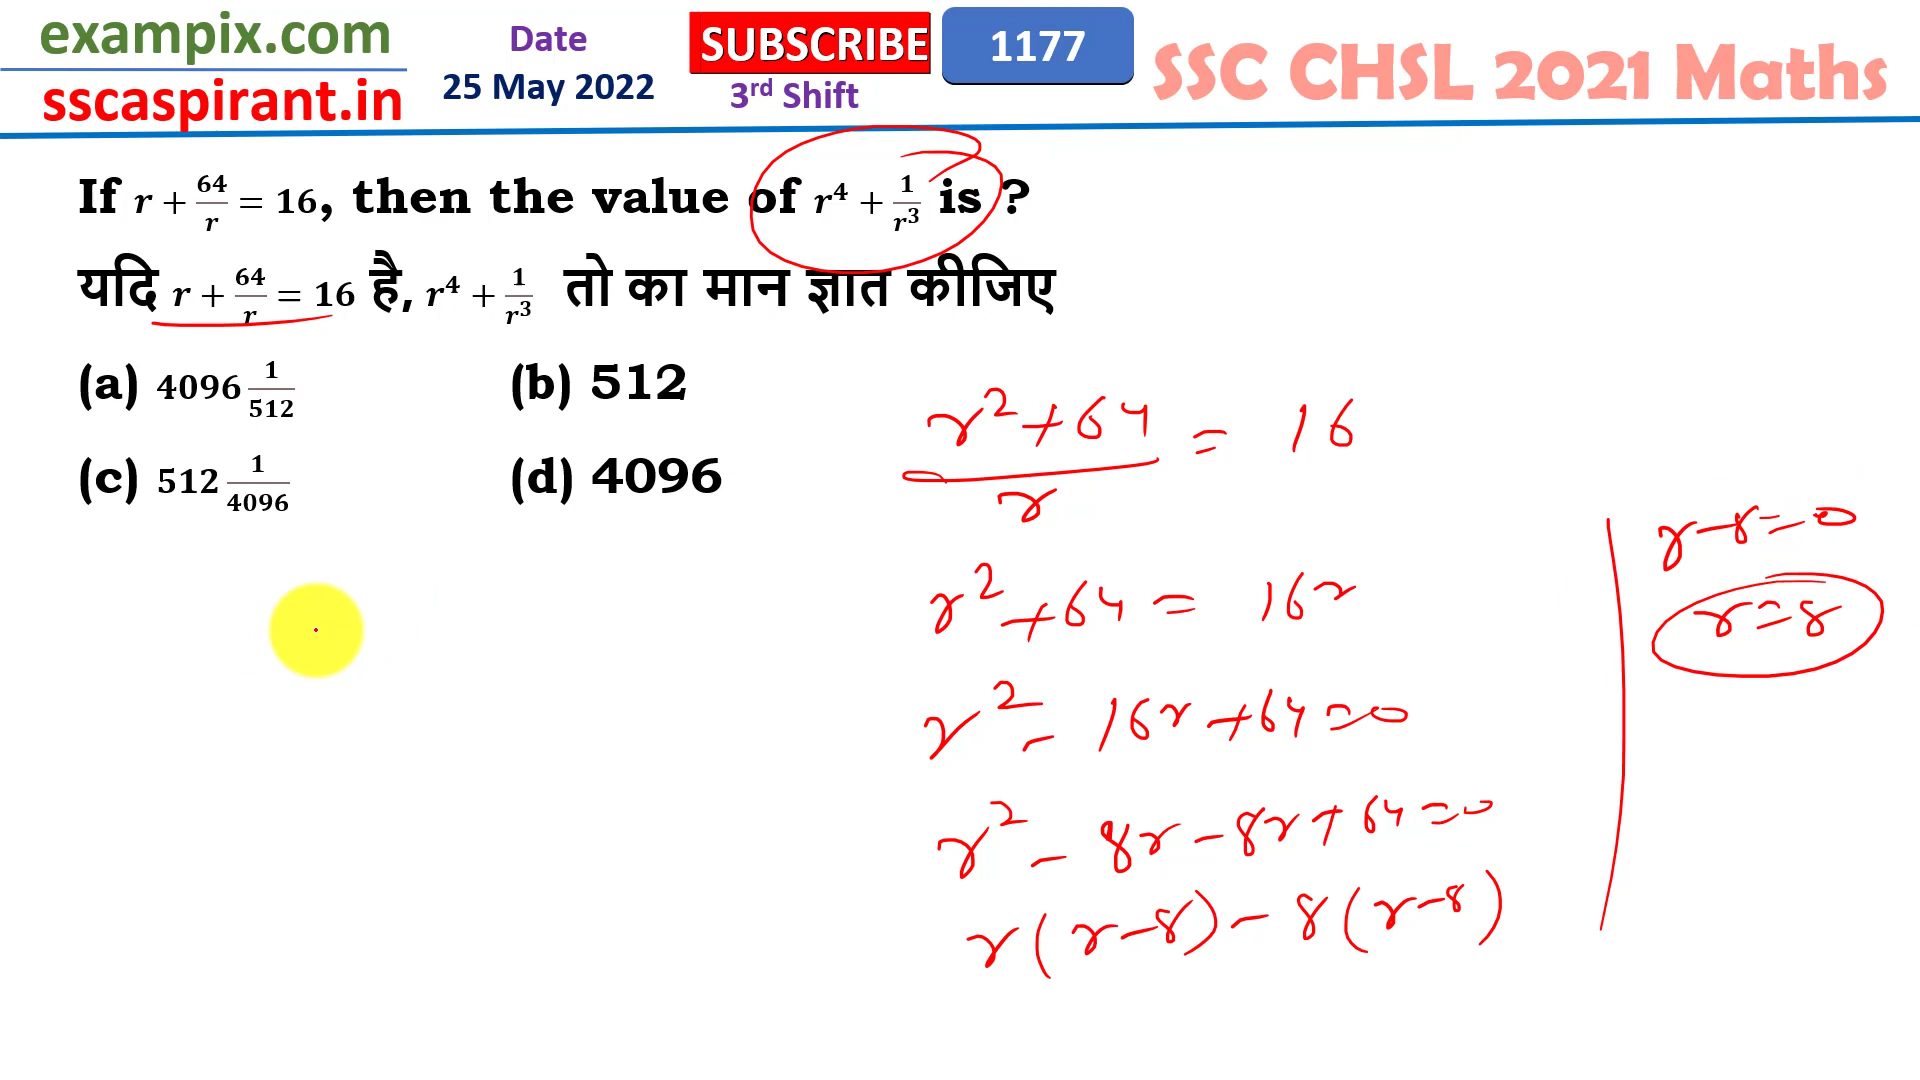 exampix.com
sscaspirant.in
Date
25 May 2022
SUBSCRIBE
3rd Shift
1177
SSC CHSL 2021 Maths
If r + 64/r = 16, then the value of r⁴ + 1/r³ is ?
यदि r + 64/r = 16 है, r⁴ + 1/r³ तो का मान ज्ञात कीजिए
(a) 4096 1/512
(b) 512
(c) 512 1/4096
(d) 4096
r² + 64 / r = 16
r² + 64 = 16r
r² - 16r + 64 = 0
r² - 8r - 8r + 64 = 0
r(r-8) - 8(r-8)
r - 8 = 0
r = 8